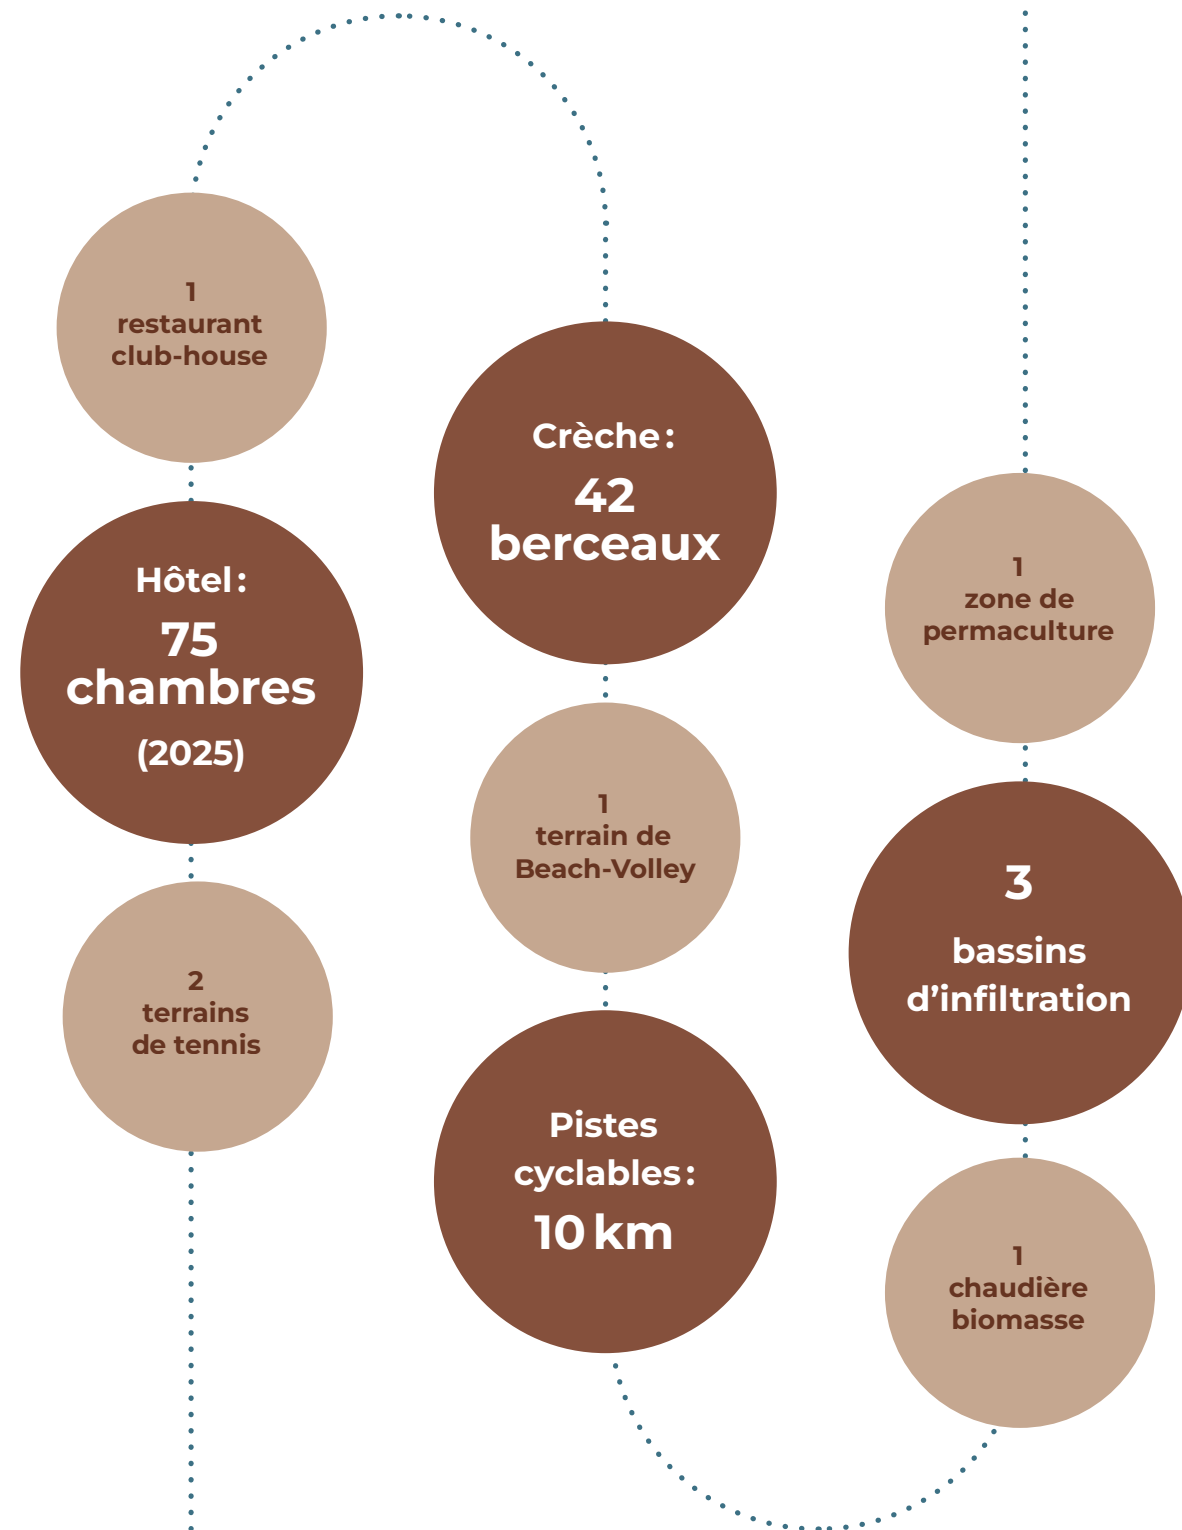 1
restaurant
club-house
Hôtel :
75
chambres
(2025)
2
terrains
de tennis
Crèche :
42
berceaux
1
terrain de
Beach-Volley
Pistes
cyclables :
10 km
1
zone de
permaculture
3
bassins
d’infiltration
1
chaudière
biomasse